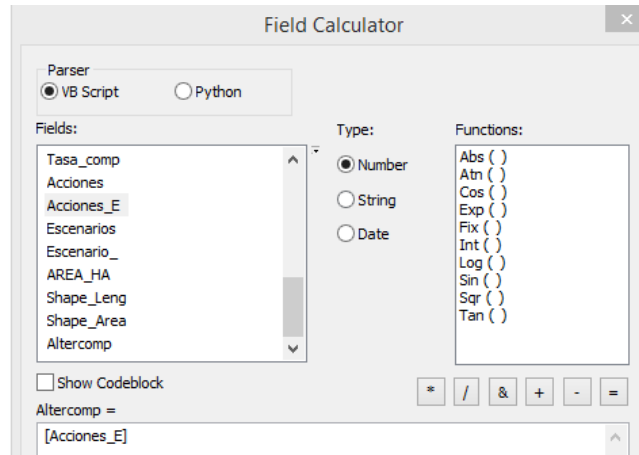 Field Calculator
Parser
VB Script Python
Fields:
Tasa_comp
Acciones
Acciones_E
Escenarios
Escenario_
AREA_HA
Shape_Leng
Shape_Area
Altercomp
Type:
Number
String
Date
Functions:
Abs ( )
Atn ( )
Cos ( )
Exp ( )
Fix ( )
Int ( )
Log ( )
Sin ( )
Sqr ( )
Tan ( )
Show Codeblock
* / & + - =
Altercomp =
[Acciones_E]